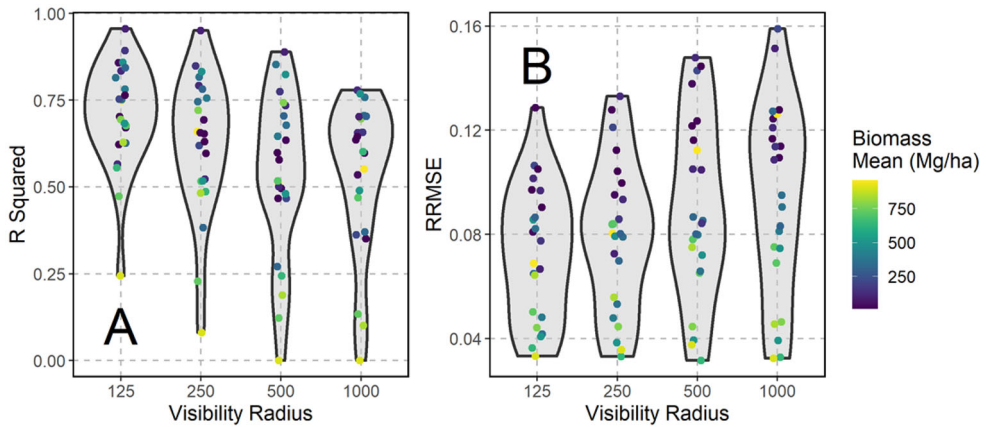 1.00
0.75
0.50
0.25
0.00
R Squared
A
125 250 500 1000
Visibility Radius
0.16
0.12
0.08
0.04
RRMSE
B
125 250 500 1000
Visibility Radius
Biomass
Mean (Mg/ha)
750
500
250